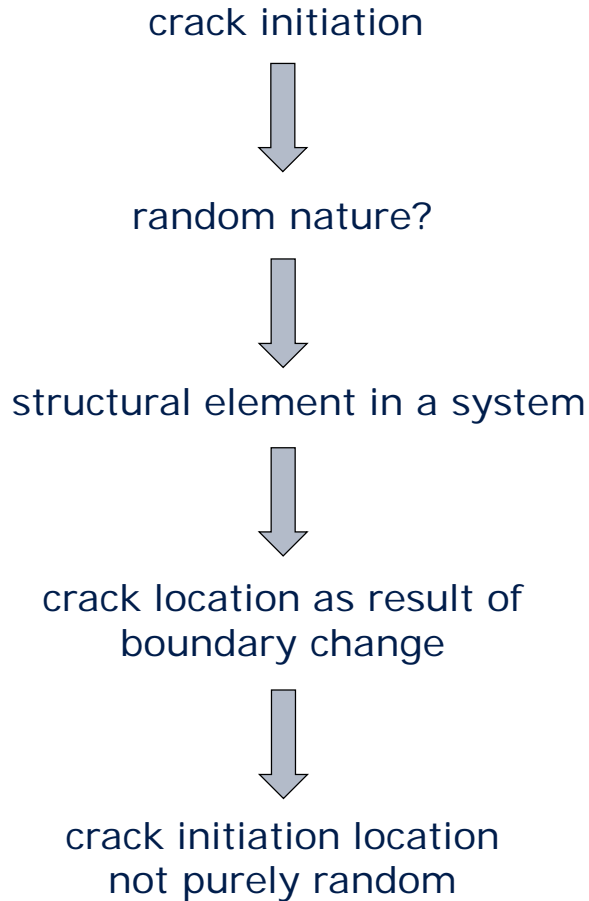 crack initiation
random nature?
structural element in a system
crack location as result of
boundary change
crack initiation location
not purely random